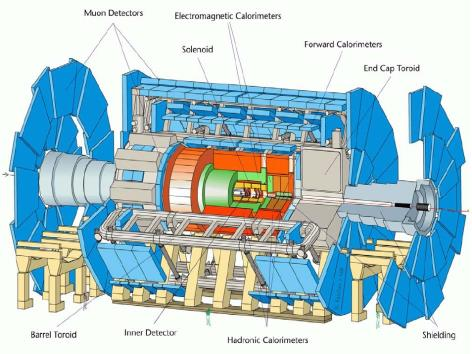 Muon Detectors
Electromagnetic Calorimeters
Solenoid
Forward Calorimeters
End Cap Toroid
Barrel Toroid
Inner Detector
Hadronic Calorimeters
Shielding